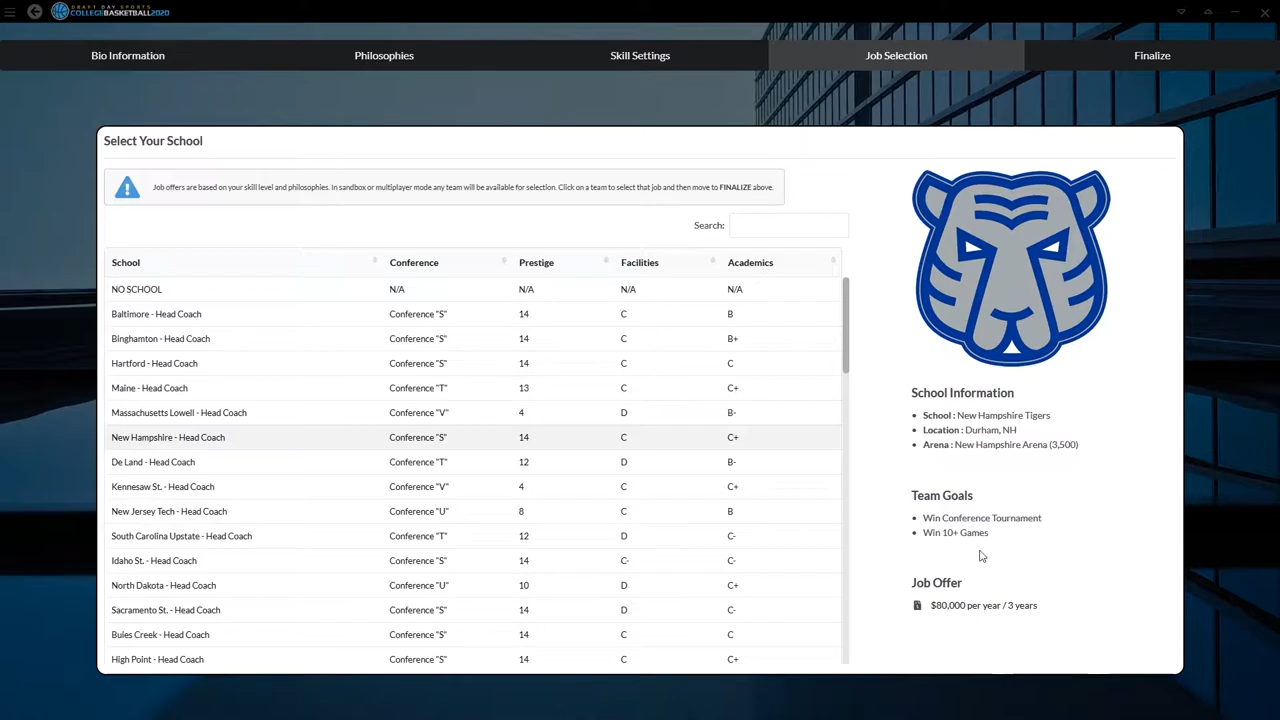 DRAFT DAY SPORTS
COLLEGEBASKETBALL2020
Bio Information Philosophies Skill Settings Job Selection Finalize
Select Your School
Job offers are based on your skill level and philosophies. In sandbox or multiplayer mode any team will be available for selection. Click on a team to select that job and then move to FINALIZE above.
Search:
School Conference Prestige Facilities Academics
NO SCHOOL N/A N/A N/A N/A
Baltimore - Head Coach Conference "S" 14 C B
Binghamton - Head Coach Conference "S" 14 C B+
Hartford - Head Coach Conference "S" 14 C C
Maine - Head Coach Conference "T" 13 C C+
Massachusetts Lowell - Head Coach Conference "V" 4 D B-
New Hampshire - Head Coach Conference "S" 14 C C+
De Land - Head Coach Conference "T" 12 D B-
Kennesaw St. - Head Coach Conference "V" 4 C C+
New Jersey Tech - Head Coach Conference "U" 8 C B
South Carolina Upstate - Head Coach Conference "T" 12 D C-
Idaho St. - Head Coach Conference "S" 14 C- C-
North Dakota - Head Coach Conference "U" 10 D C+
Sacramento St. - Head Coach Conference "S" 14 D C-
Buies Creek - Head Coach Conference "S" 14 C C
High Point - Head Coach Conference "S" 14 C C+
School Information
• School : New Hampshire Tigers
• Location : Durham, NH
• Arena : New Hampshire Arena (3,500)
Team Goals
• Win Conference Tournament
• Win 10+ Games
Job Offer
$80,000 per year / 3 years